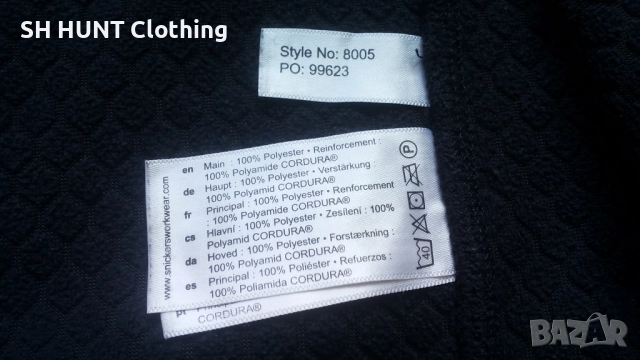 SH HUNT Clothing
Style No: 8005
PO: 99623
www.snickersworkwear.com
en Main : 100% Polyester • Reinforcement :
100% Polyamide CORDURA®
de Haupt : 100% Polyester • Verstärkung :
100% Polyamid CORDURA®
fr Principal : 100% Polyester • Renforcement
: 100% Polyamide CORDURA®
cs Hlavní : 100% Polyester • Zesílení : 100%
Polyamid CORDURA®
da Hoved : 100% Polyester • Forstærkning :
100% Polyamid CORDURA®
es Principal : 100% Poliéster • Refuerzos :
100% Poliamida CORDURA®
P
40
pt
CORDURA®
BAZAR